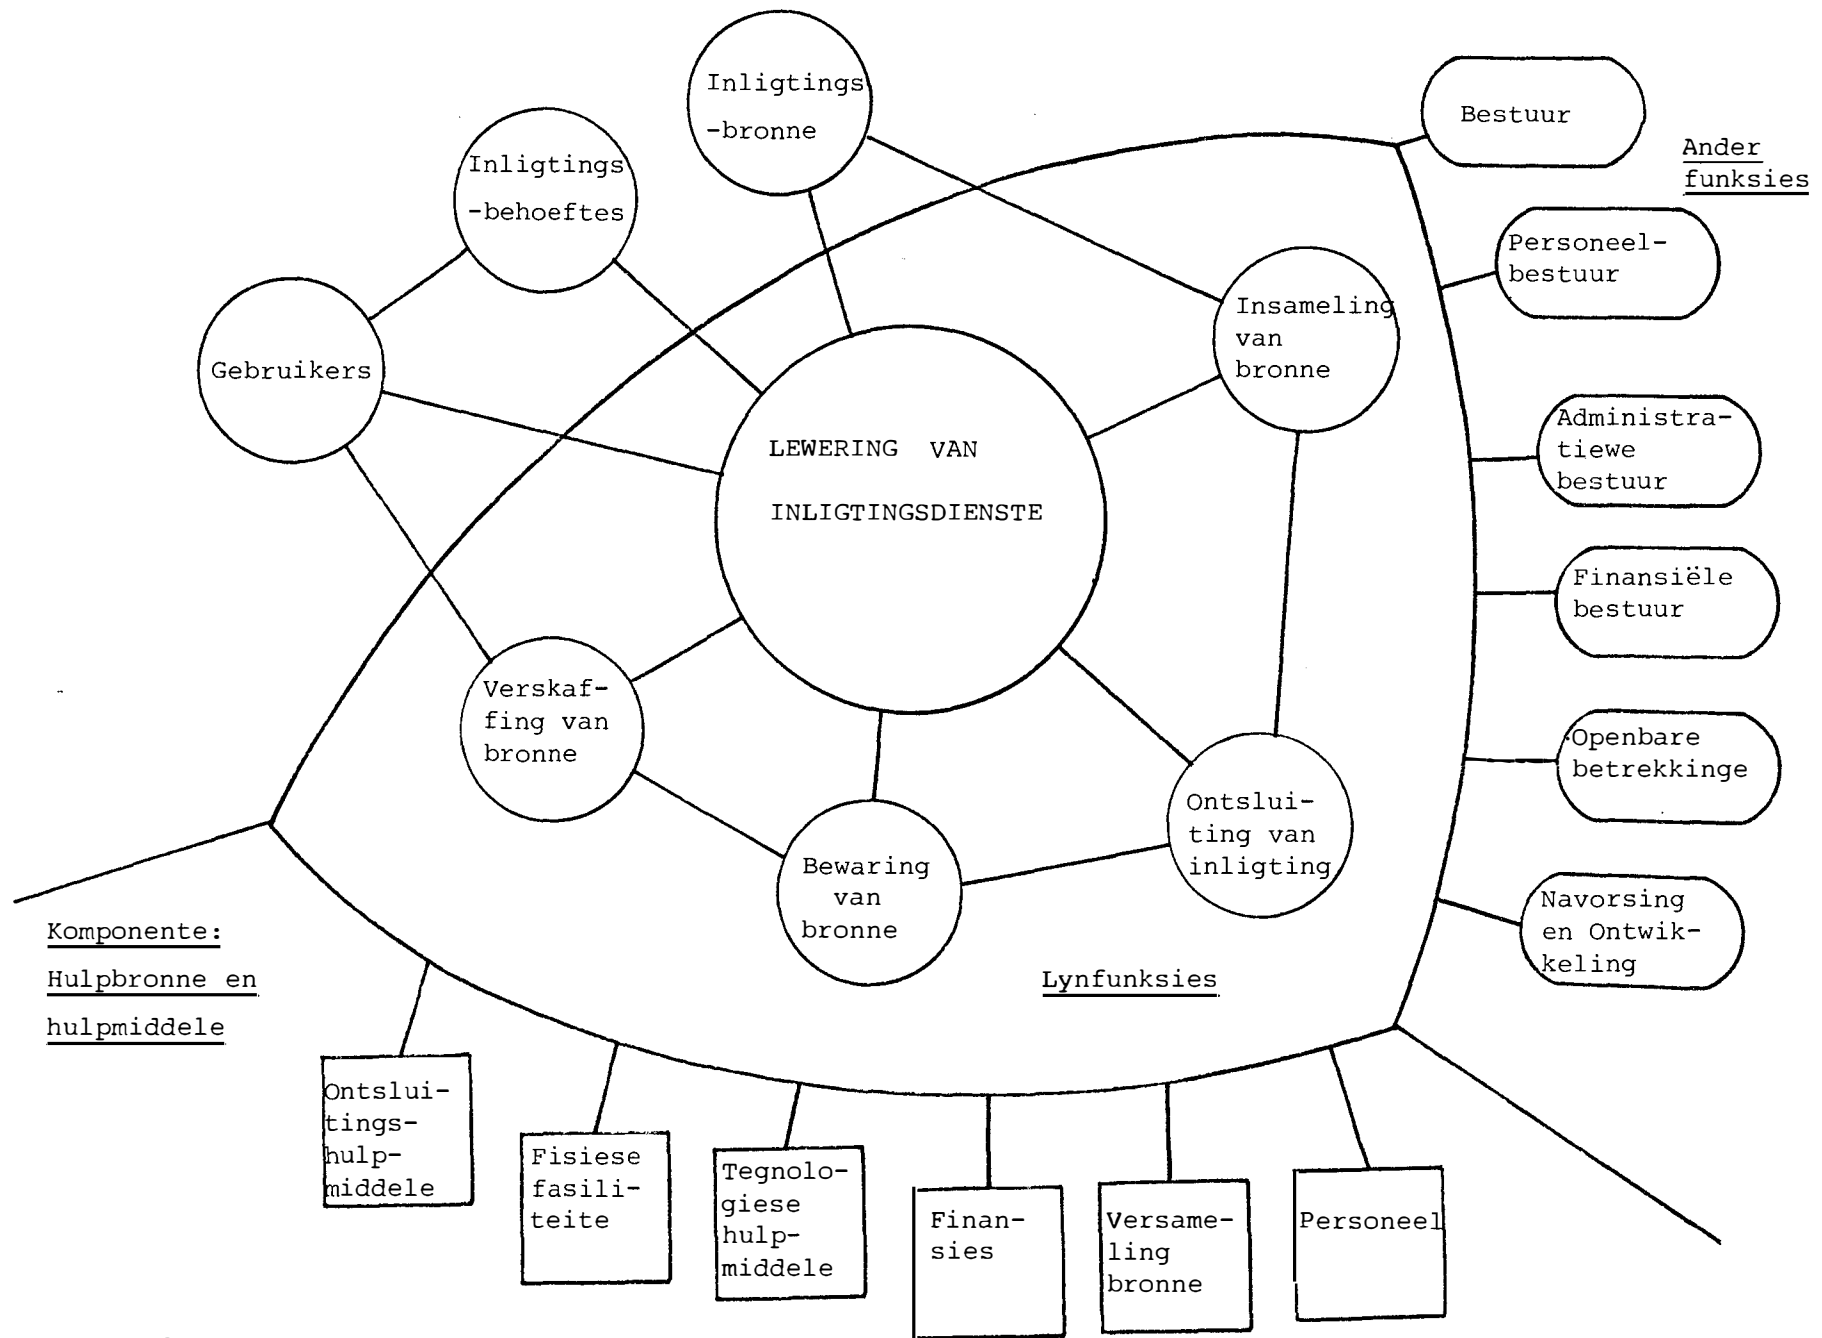 Inligtings
-bronne
Inligtings
-behoeftes
Gebruikers
LEWERING VAN
INLIGTINGSDIENSTE
Insameling
van
bronne
Verskaf-
fing van
bronne
Bewaring
van
bronne
Ontslui-
ting van
inligting
Lynfunksies
Bestuur
Ander
funksies
Personeel-
bestuur
Administra-
tiewe
bestuur
Finansiële
bestuur
Openbare
betrekkinge
Navorsing
en Ontwik-
keling
Komponente:
Hulpbronne en
hulpmiddele
Ontslui-
tings-
hulp-
middele
Fisiese
fasili-
teite
Tegnolo-
giese
hulp-
middele
Finan-
sies
Versame-
ling
bronne
Personeel